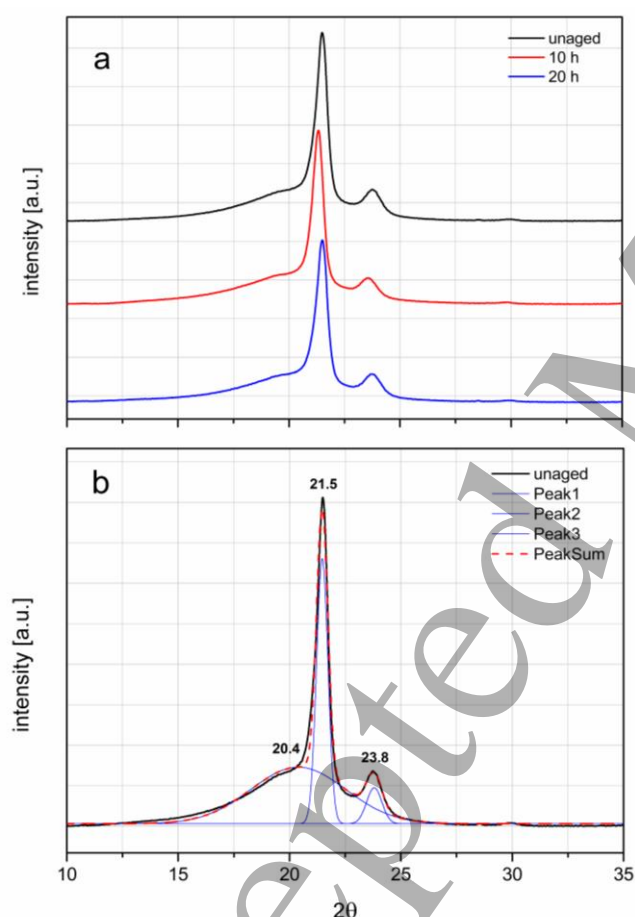 a
unaged
10 h
20 h
intensity [a.u.]
b
unaged
Peak1
Peak2
Peak3
PeakSum
21.5
20.4
23.8
intensity [a.u.]
10 15 20 25 30 35
2θ
epted M